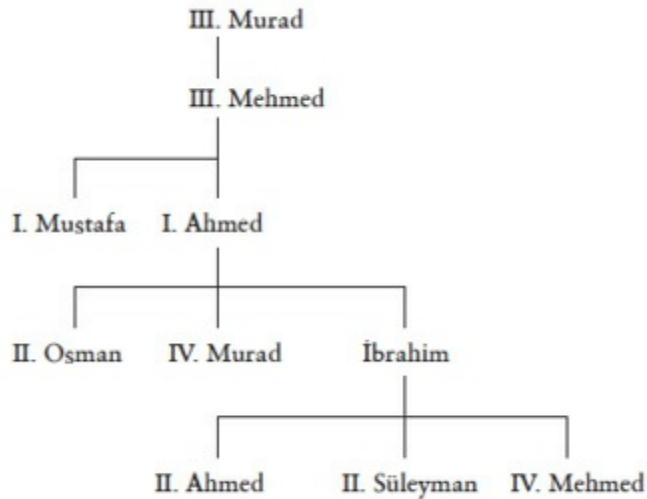 III. Murad
III. Mehmed
I. Mustafa I. Ahmed
II. Osman IV. Murad İbrahim
II. Ahmed II. Süleyman IV. Mehmed